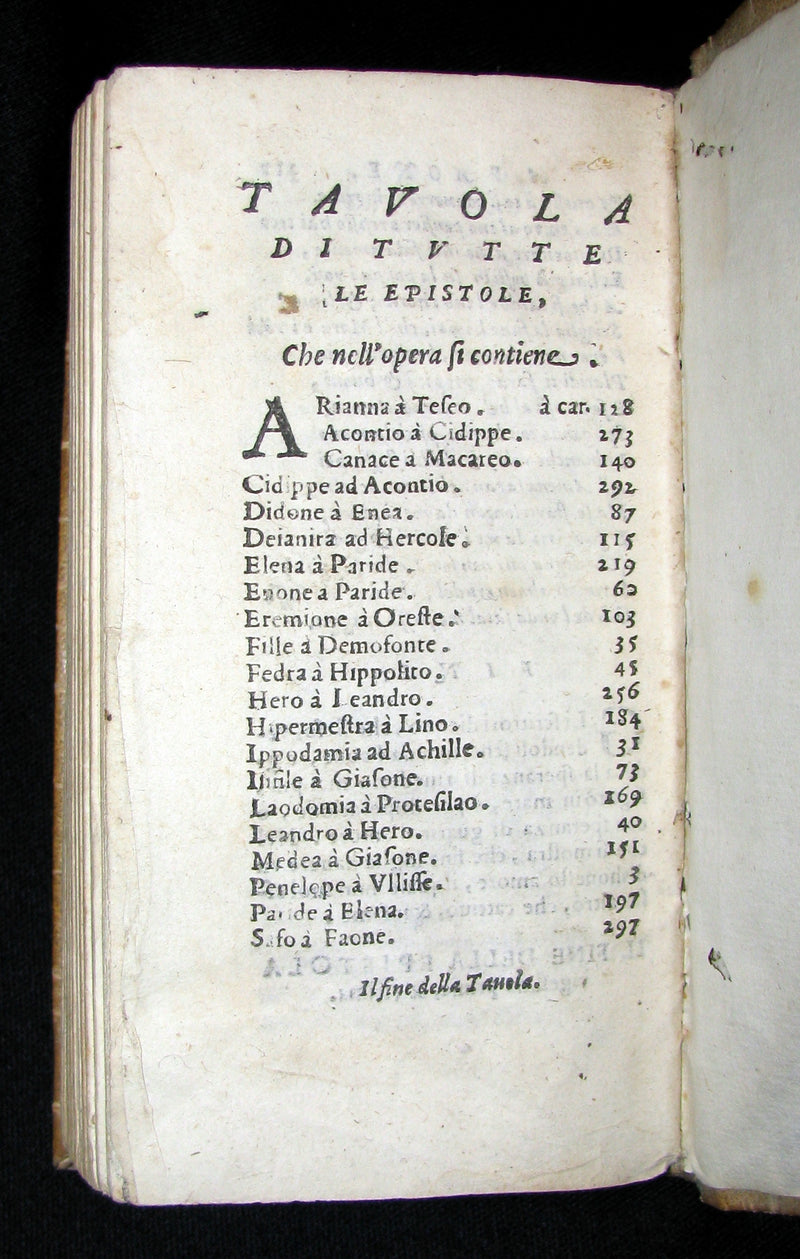 TAVOLA
DI TVTTE
LE EPISTOLE,
Che nell'opera ſi contiene.
ARianna à Teſeo. à car. 128
Acontio à Cidippe. 273
Canace a Macareo. 140
Cidippe ad Acontio. 292
Didone à Enea. 87
Deianira ad Hercole. 115
Elena à Paride. 219
Enone a Paride. 60
Eremione à Oreſte. 103
Fille à Demofonte. 35
Fedra à Hippolito. 45
Hero à Leandro. 256
Hipermeſtra à Lino. 184
Ippodamia ad Achille. 31
Iſifile à Giaſone. 73
Laodomia à Proteſilao. 169
Leandro à Hero. 40
Medea à Giaſone. 151
Penelope à Vliſſe. 3
Paride à Elena. 197
Safo à Faone. 297
Il fine della Tauola.